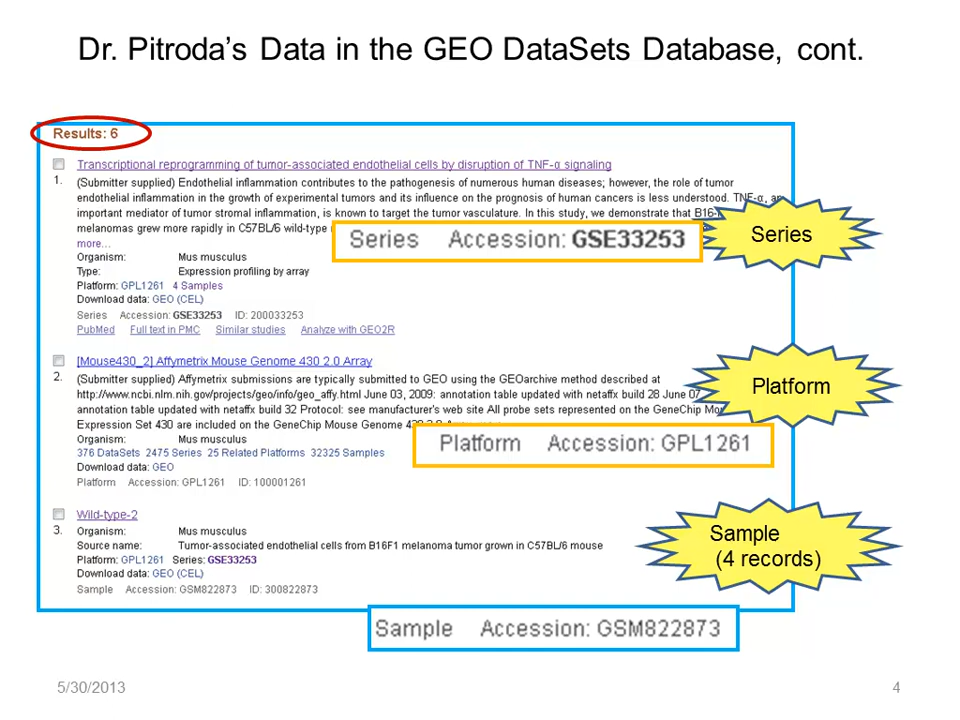 Dr. Pitroda’s Data in the GEO DataSets Database, cont.
Results: 6
Transcriptional reprogramming of tumor-associated endothelial cells by disruption of TNF-α signaling
1. (Submitter supplied) Endothelial inflammation contributes to the pathogenesis of numerous human diseases; however, the role of tumor
endothelial inflammation in the growth of experimental tumors and its influence on the prognosis of human cancers is less understood. TNF-α, an
important mediator of tumor stromal inflammation, is known to target the tumor vasculature. In this study, we demonstrate that B16-
melanomas grew more rapidly in C57BL/6 wild-type
more...
Series Accession: GSE33253
Series
Organism: Mus musculus
Type: Expression profiling by array
Platform: GPL1261 4 Samples
Download data: GEO (CEL)
Series Accession: GSE33253 ID: 200033253
PubMed Full text in PMC Similar studies Analyze with GEO2R
[Mouse430_2] Affymetrix Mouse Genome 430 2.0 Array
2. (Submitter supplied) Affymetrix submissions are typically submitted to GEO using the GEOarchive method described at
http://www.ncbi.nlm.nih.gov/projects/geo/info/geo_affy.html June 03, 2009: annotation table updated with netaffx build 28 June 07
annotation table updated with netaffx build 32 Protocol: see manufacturer's web site All probe sets represented on the GeneChip
Expression Set 430 are included on the GeneChip Mouse Genome
Platform
Organism: Mus musculus
376 DataSets 2475 Series 25 Related Platforms 32325 Samples
Download data: GEO
Platform Accession: GPL1261 ID: 100001261
Platform Accession: GPL1261
Wild-type-2
3. Organism: Mus musculus
Source name: Tumor-associated endothelial cells from B16F1 melanoma tumor grown in C57BL/6 mouse
Platform: GPL1261 Series: GSE33253
Download data: GEO (CEL)
Sample Accession: GSM822873 ID: 300822873
Sample
(4 records)
Sample Accession: GSM822873
5/30/2013
4